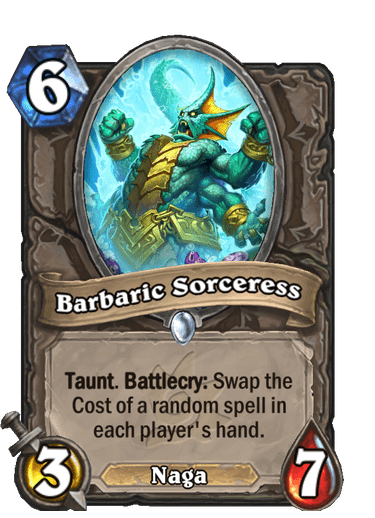 6
Barbaric Sorceress
Taunt. Battlecry: Swap the
Cost of a random spell in
each player's hand.
3
Naga
7